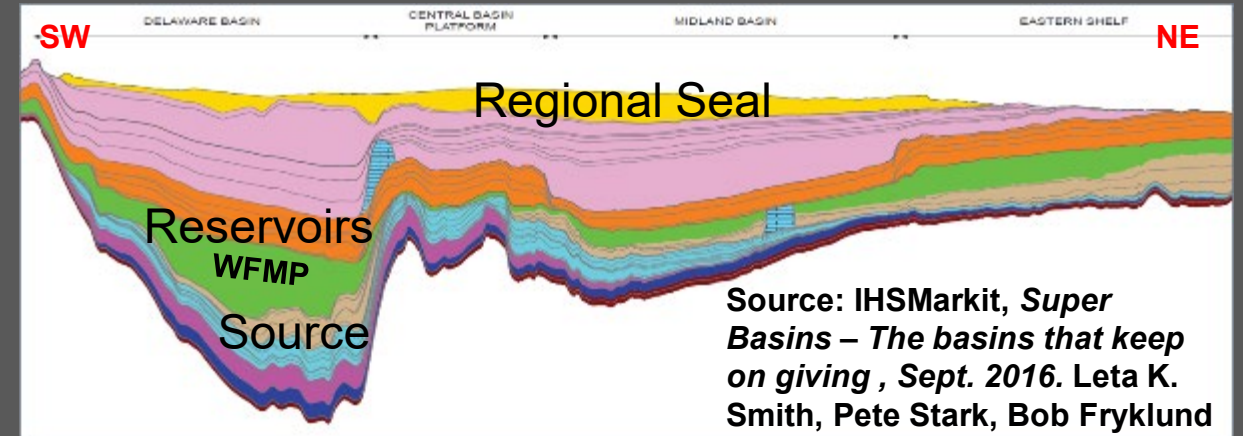 DELAWARE BASIN
CENTRAL BASIN
PLATFORM
MIDLAND BASIN
EASTERN SHELF
SW
NE
Regional Seal
Reservoirs
WFMP
Source
Source: IHSMarkit, Super
Basins – The basins that keep
on giving , Sept. 2016. Leta K.
Smith, Pete Stark, Bob Fryklund